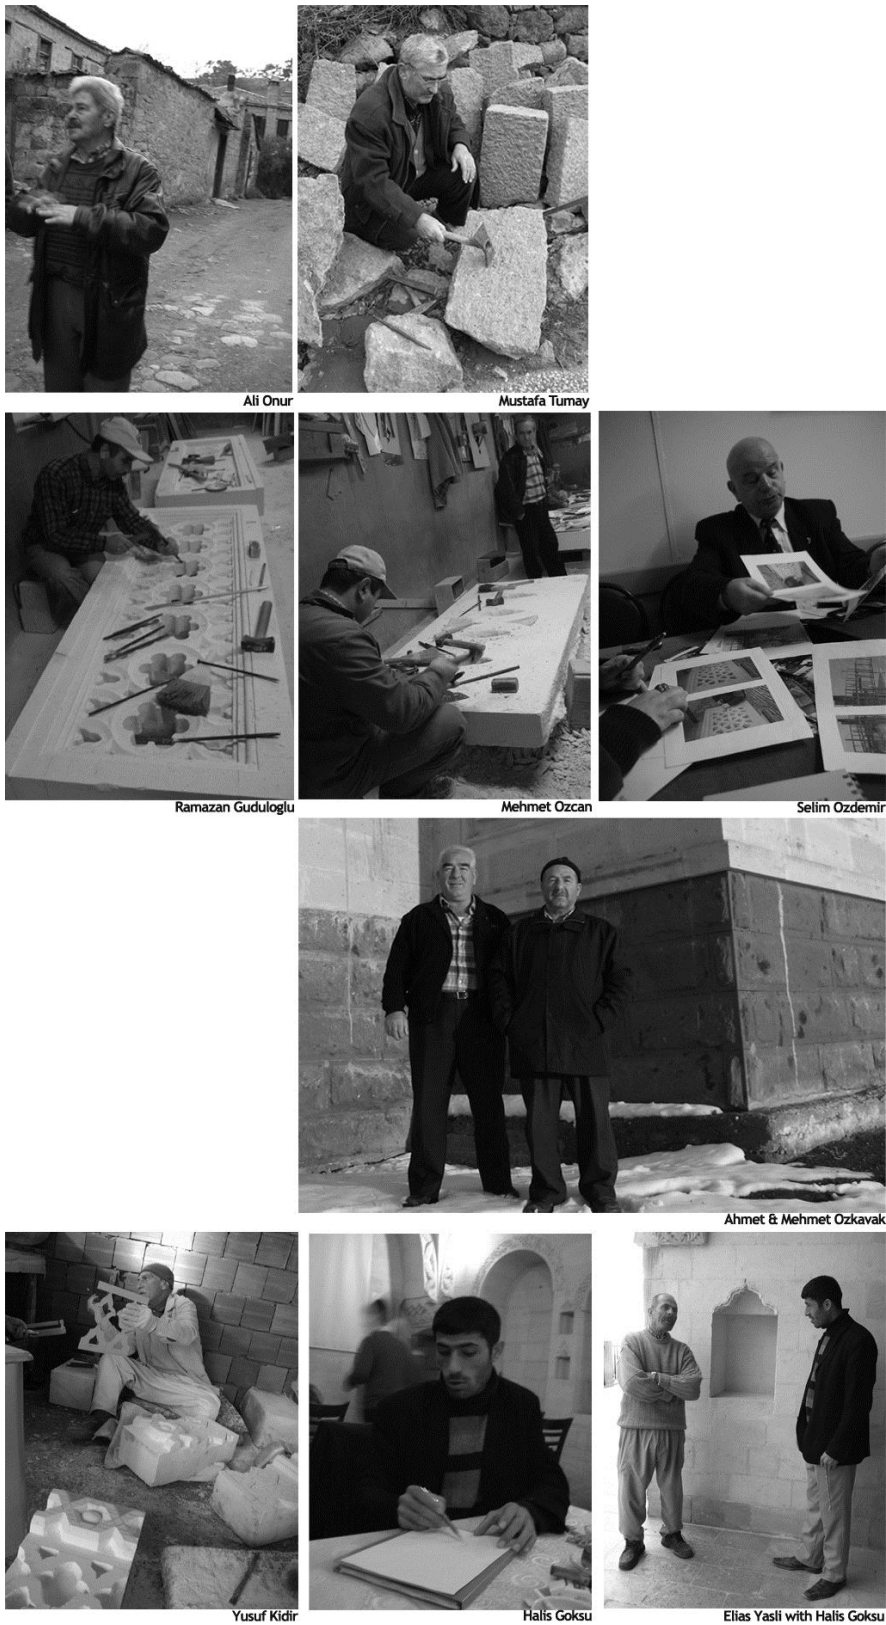 Ali Onur
Mustafa Tumay
Ramazan Guduloglu
Mehmet Ozcan
Selim Ozdemir
Ahmet & Mehmet Ozkavak
Yusuf Kidir
Halis Goksu
Elias Yasli with Halis Goksu